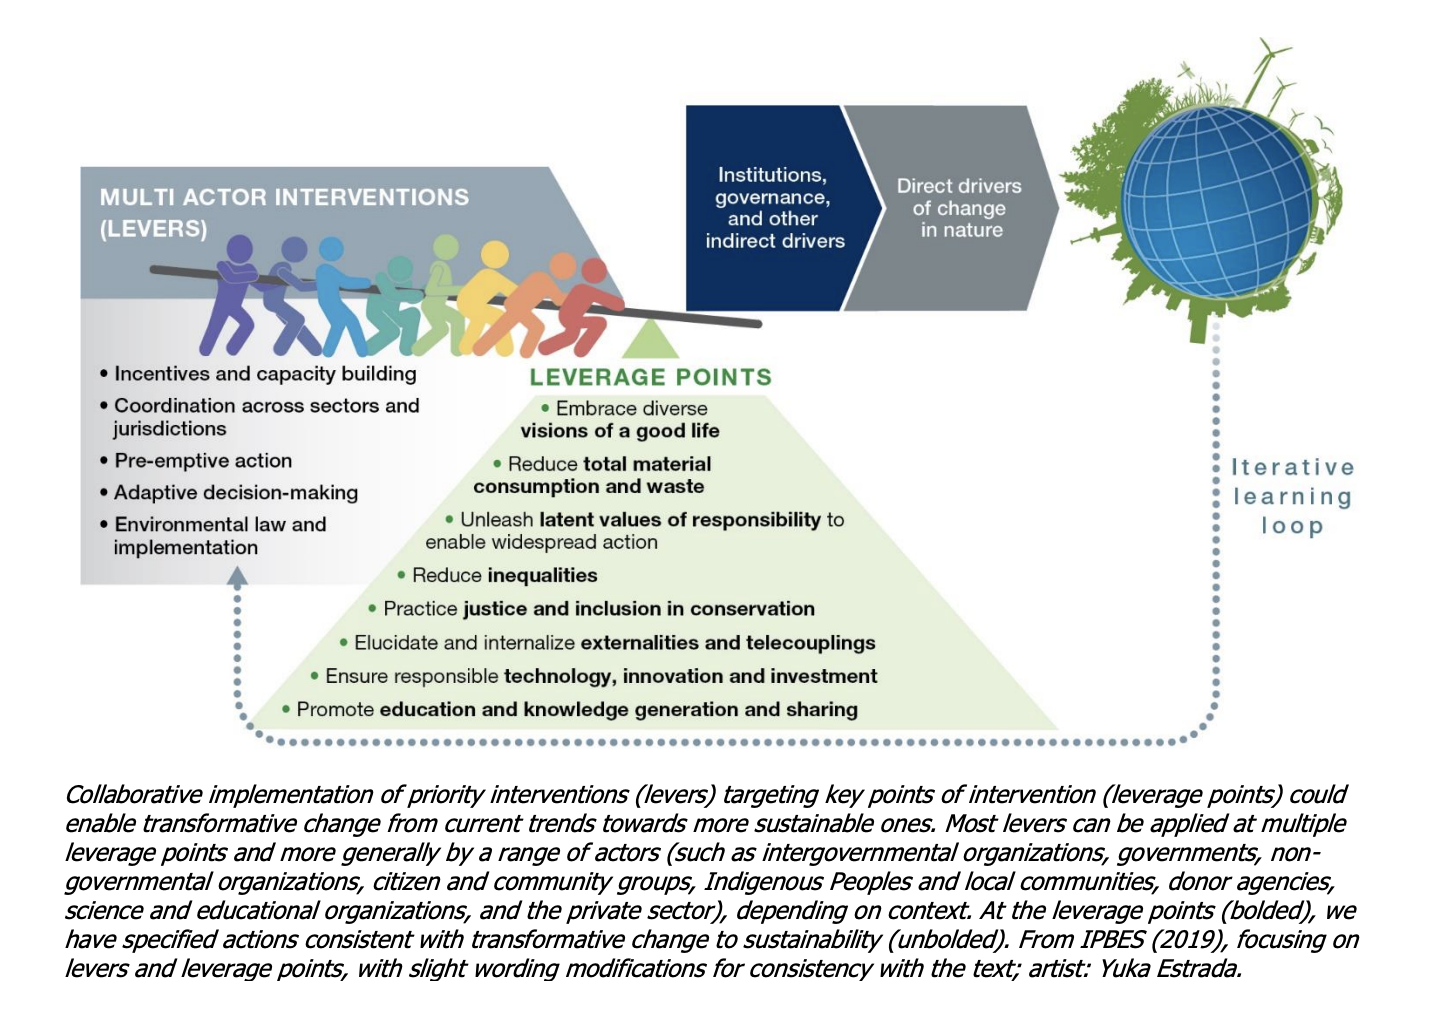 MULTI ACTOR INTERVENTIONS
(LEVERS)
• Incentives and capacity building
• Coordination across sectors and
jurisdictions
• Pre-emptive action
• Adaptive decision-making
• Environmental law and
implementation
LEVERAGE POINTS
• Embrace diverse
visions of a good life
• Reduce total material
consumption and waste
• Unleash latent values of responsibility to
enable widespread action
• Reduce inequalities
• Practice justice and inclusion in conservation
• Elucidate and internalize externalities and telecouplings
• Ensure responsible technology, innovation and investment
• Promote education and knowledge generation and sharing
Institutions,
governance,
and other
indirect drivers
Direct drivers
of change
in nature
Iterative
learning
loop
Collaborative implementation of priority interventions (levers) targeting key points of intervention (leverage points) could
enable transformative change from current trends towards more sustainable ones. Most levers can be applied at multiple
leverage points and more generally by a range of actors (such as intergovernmental organizations, governments, non-
governmental organizations, citizen and community groups, Indigenous Peoples and local communities, donor agencies,
science and educational organizations, and the private sector), depending on context. At the leverage points (bolded), we
have specified actions consistent with transformative change to sustainability (unbolded). From IPBES (2019), focusing on
levers and leverage points, with slight wording modifications for consistency with the text; artist: Yuka Estrada.